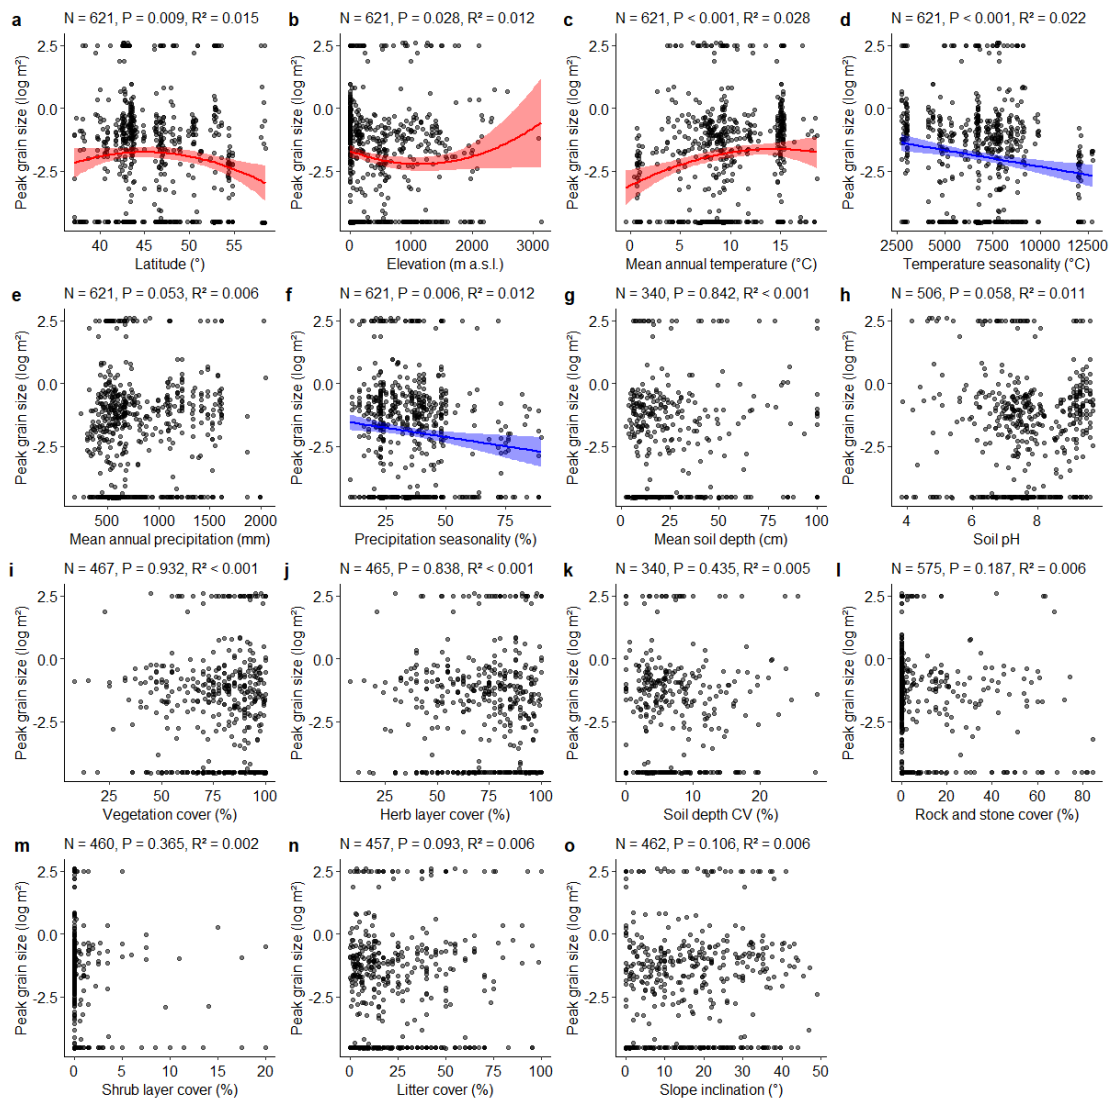 a N = 621, P = 0.009, R² = 0.015
Peak grain size (log m²)
2.5
0.0
-2.5
40 45 50 55
Latitude (°)
b N = 621, P = 0.028, R² = 0.012
Peak grain size (log m²)
2.5
0.0
-2.5
0 1000 2000 3000
Elevation (m a.s.l.)
c N = 621, P < 0.001, R² = 0.028
Peak grain size (log m²)
2.5
0.0
-2.5
0 5 10 15
Mean annual temperature (°C)
d N = 621, P < 0.001, R² = 0.022
Peak grain size (log m²)
2.5
0.0
-2.5
2500 5000 7500 10000 12500
Temperature seasonality (°C)
e N = 621, P = 0.053, R² = 0.006
Peak grain size (log m²)
2.5
0.0
-2.5
500 1000 1500 2000
Mean annual precipitation (mm)
f N = 621, P = 0.006, R² = 0.012
Peak grain size (log m²)
2.5
0.0
-2.5
25 50 75
Precipitation seasonality (%)
g N = 340, P = 0.842, R² < 0.001
Peak grain size (log m²)
2.5
0.0
-2.5
0 25 50 75 100
Mean soil depth (cm)
h N = 506, P = 0.058, R² = 0.011
Peak grain size (log m²)
2.5
0.0
-2.5
4 6 8
Soil pH
i N = 467, P = 0.932, R² < 0.001
Peak grain size (log m²)
2.5
0.0
-2.5
25 50 75 100
Vegetation cover (%)
j N = 465, P = 0.838, R² < 0.001
Peak grain size (log m²)
2.5
0.0
-2.5
25 50 75 100
Herb layer cover (%)
k N = 340, P = 0.435, R² = 0.005
Peak grain size (log m²)
2.5
0.0
-2.5
0 10 20
Soil depth CV (%)
l N = 575, P = 0.187, R² = 0.006
Peak grain size (log m²)
2.5
0.0
-2.5
0 20 40 60 80
Rock and stone cover (%)
m N = 460, P = 0.365, R² = 0.002
Peak grain size (log m²)
2.5
0.0
-2.5
0 5 10 15 20
Shrub layer cover (%)
n N = 457, P = 0.093, R² = 0.006
Peak grain size (log m²)
2.5
0.0
-2.5
0 25 50 75 100
Litter cover (%)
o N = 462, P = 0.106, R² = 0.006
Peak grain size (log m²)
2.5
0.0
-2.5
0 10 20 30 40 50
Slope inclination (°)